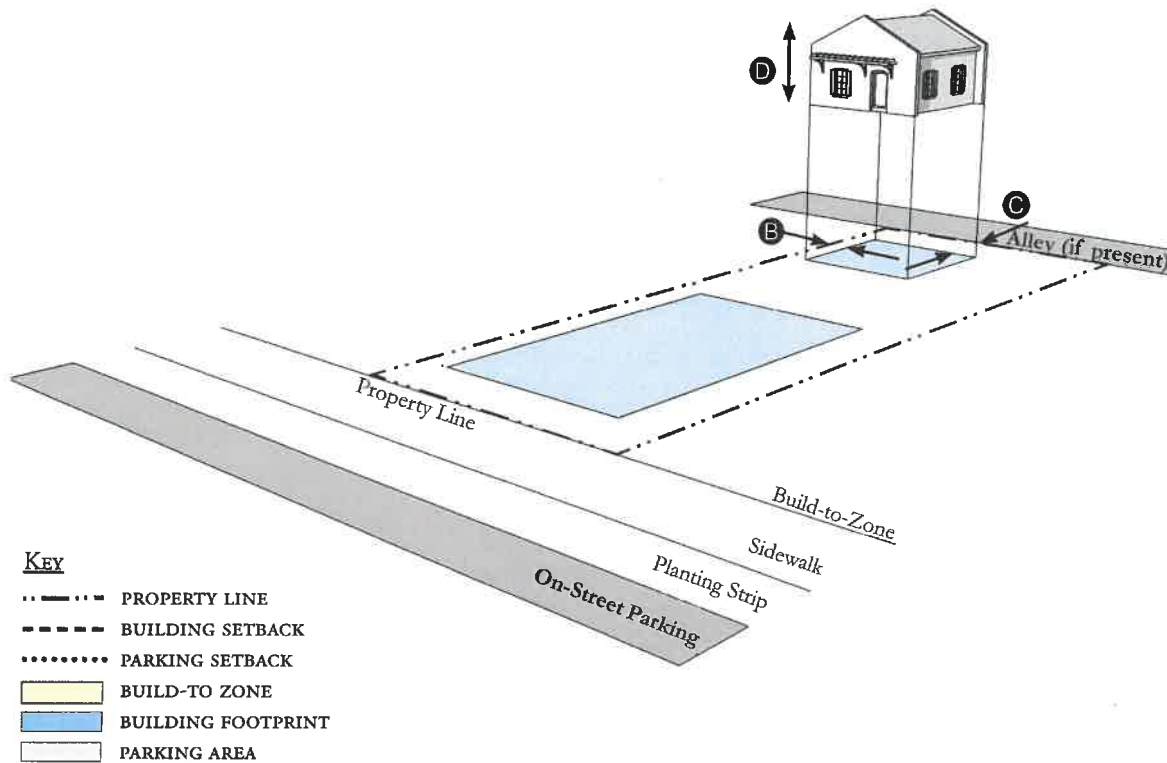 D
C
B
Alley (if present)
Property Line
Build-to-Zone
Sidewalk
Planting Strip
On-Street Parking
KEY
PROPERTY LINE
BUILDING SETBACK
PARKING SETBACK
BUILD-TO ZONE
BUILDING FOOTPRINT
PARKING AREA